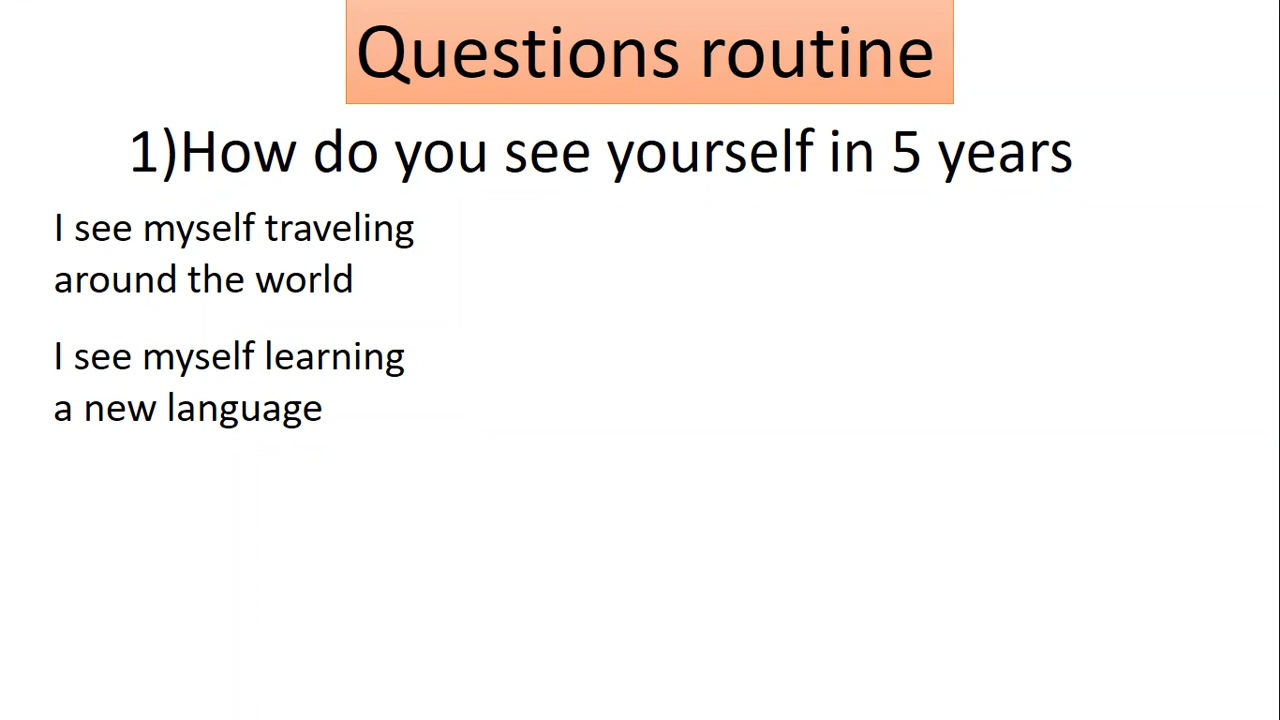 Questions routine
1)How do you see yourself in 5 years
I see myself traveling
around the world
I see myself learning
a new language